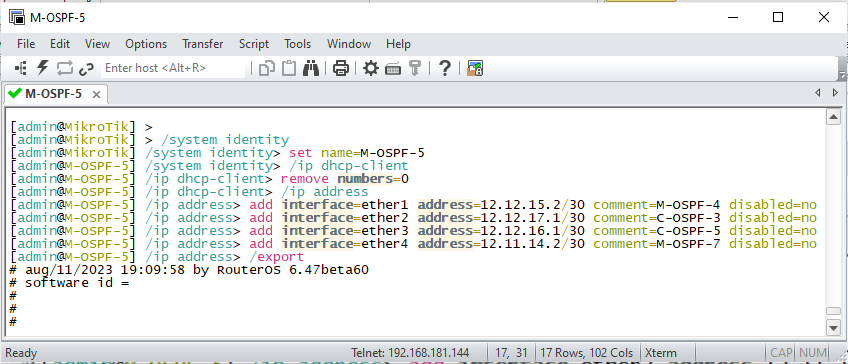 M-OSPF-5
File Edit View Options Transfer Script Tools Window Help
Enter host <Alt+R>
M-OSPF-5
[admin@MikroTik] >
[admin@MikroTik] > /system identity
[admin@MikroTik] /system identity> set name=M-OSPF-5
[admin@M-OSPF-5] /system identity> /ip dhcp-client
[admin@M-OSPF-5] /ip dhcp-client> remove numbers=0
[admin@M-OSPF-5] /ip dhcp-client> /ip address
[admin@M-OSPF-5] /ip address> add interface=ether1 address=12.12.15.2/30 comment=M-OSPF-4 disabled=no
[admin@M-OSPF-5] /ip address> add interface=ether2 address=12.12.17.1/30 comment=C-OSPF-3 disabled=no
[admin@M-OSPF-5] /ip address> add interface=ether3 address=12.12.16.1/30 comment=C-OSPF-5 disabled=no
[admin@M-OSPF-5] /ip address> add interface=ether4 address=12.11.14.2/30 comment=M-OSPF-7 disabled=no
[admin@M-OSPF-5] /ip address> /export
# aug/11/2023 19:09:58 by RouterOS 6.47beta60
# software id =
#
#
#
Ready Telnet: 192.168.181.144 17, 31 17 Rows, 102 Cols Xterm CAP NUM